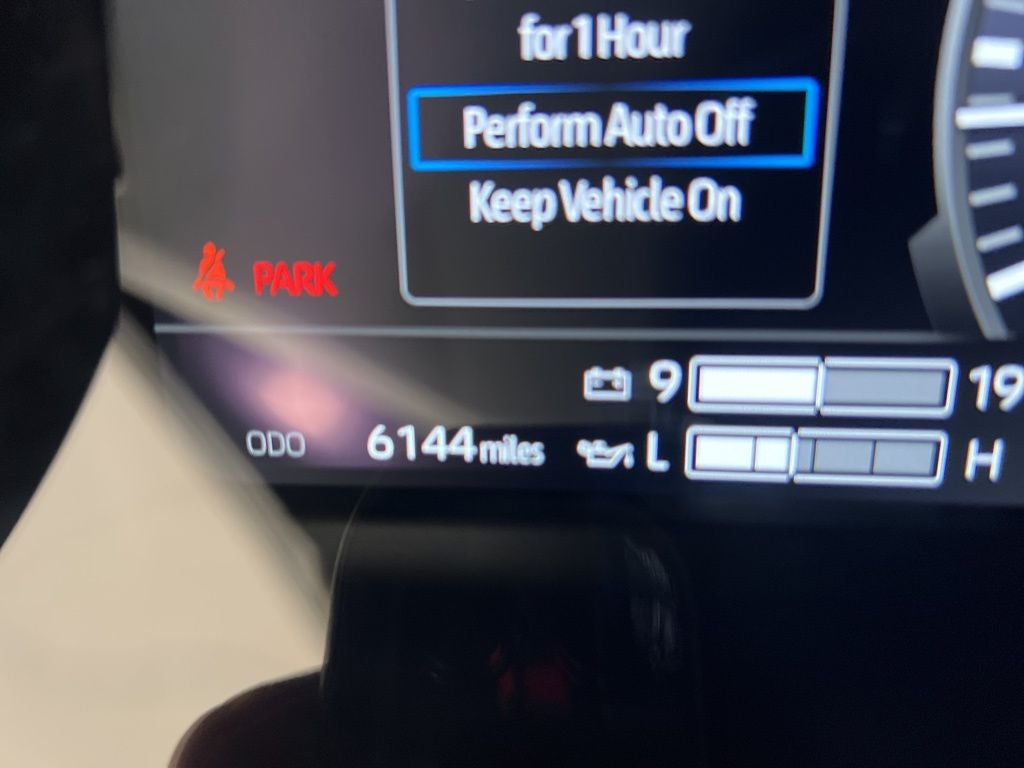 for 1 Hour
Perform Auto Off
Keep Vehicle On
PARK
9 19
ODO 6144 miles L H